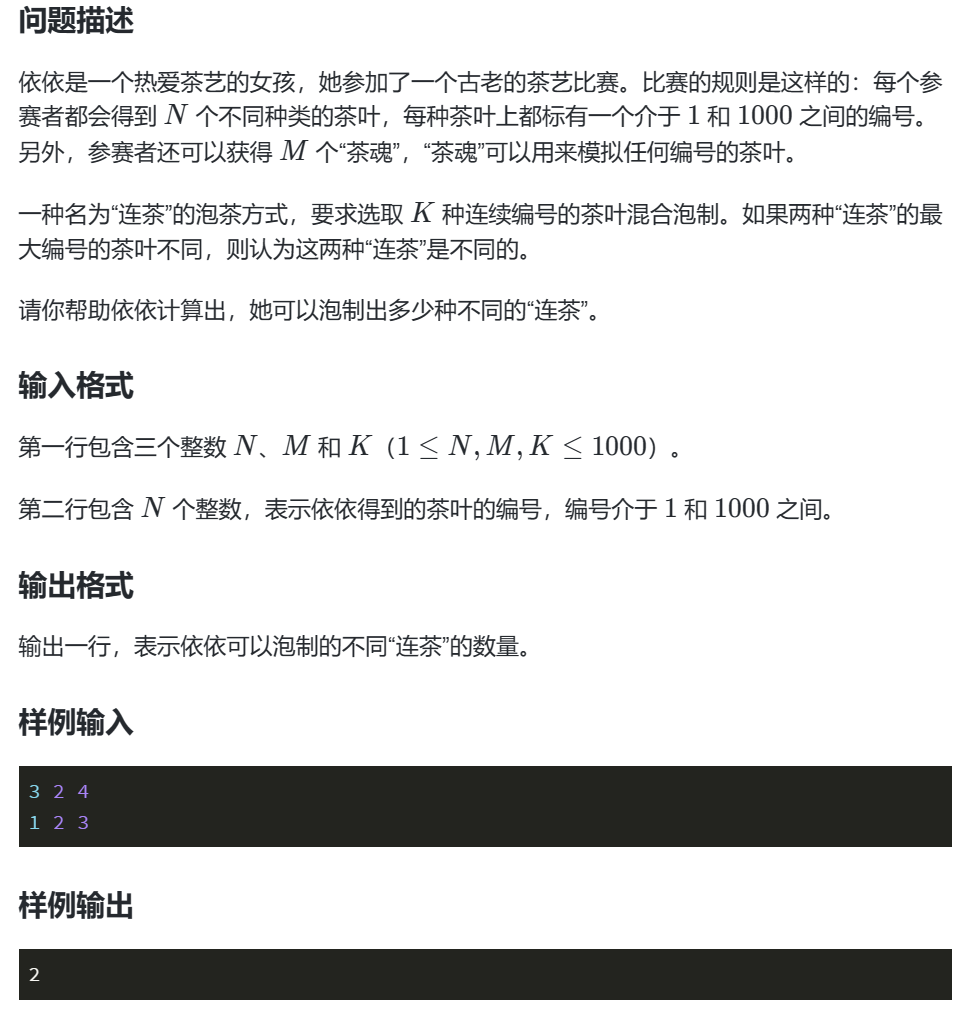 问题描述
依依是一个热爱茶艺的女孩，她参加了一个古老的茶艺比赛。比赛的规则是这样的：每个参
赛者都会得到 N 个不同种类的茶叶，每种茶叶上都标有一个介于 1 和 1000 之间的编号。
另外，参赛者还可以获得 M 个“茶魂”，“茶魂”可以用来模拟任何编号的茶叶。
一种名为“连茶”的泡茶方式，要求选取 K 种连续编号的茶叶混合泡制。如果两种“连茶”的最
大编号的茶叶不同，则认为这两种“连茶”是不同的。
请你帮助依依计算出，她可以泡制出多少种不同的“连茶”。
输入格式
第一行包含三个整数 N、M 和 K（1 ≤ N, M, K ≤ 1000）。
第二行包含 N 个整数，表示依依得到的茶叶的编号，编号介于 1 和 1000 之间。
输出格式
输出一行，表示依依可以泡制的不同“连茶”的数量。
样例输入
3 2 4
1 2 3
样例输出
2